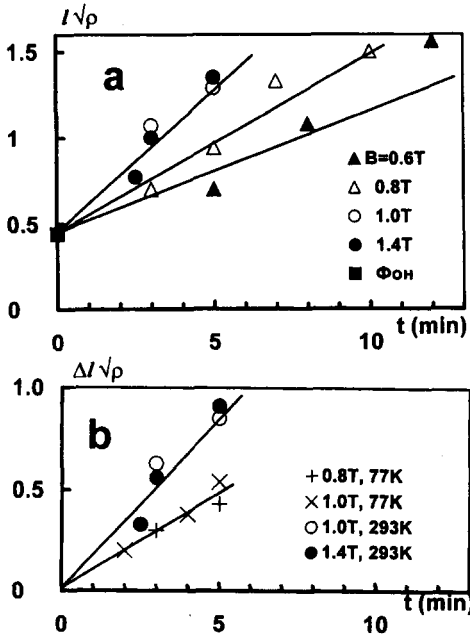 l√ρ
1.5
a
1
▲ B=0.6T
△ 0.8T
0.5
○ 1.0T
● 1.4T
■ Фон
0
t (min)
0 5 10
Δl√ρ
1.0
b
+ 0.8T, 77K
0.5
× 1.0T, 77K
○ 1.0T, 293K
● 1.4T, 293K
0
t (min)
0 5 10